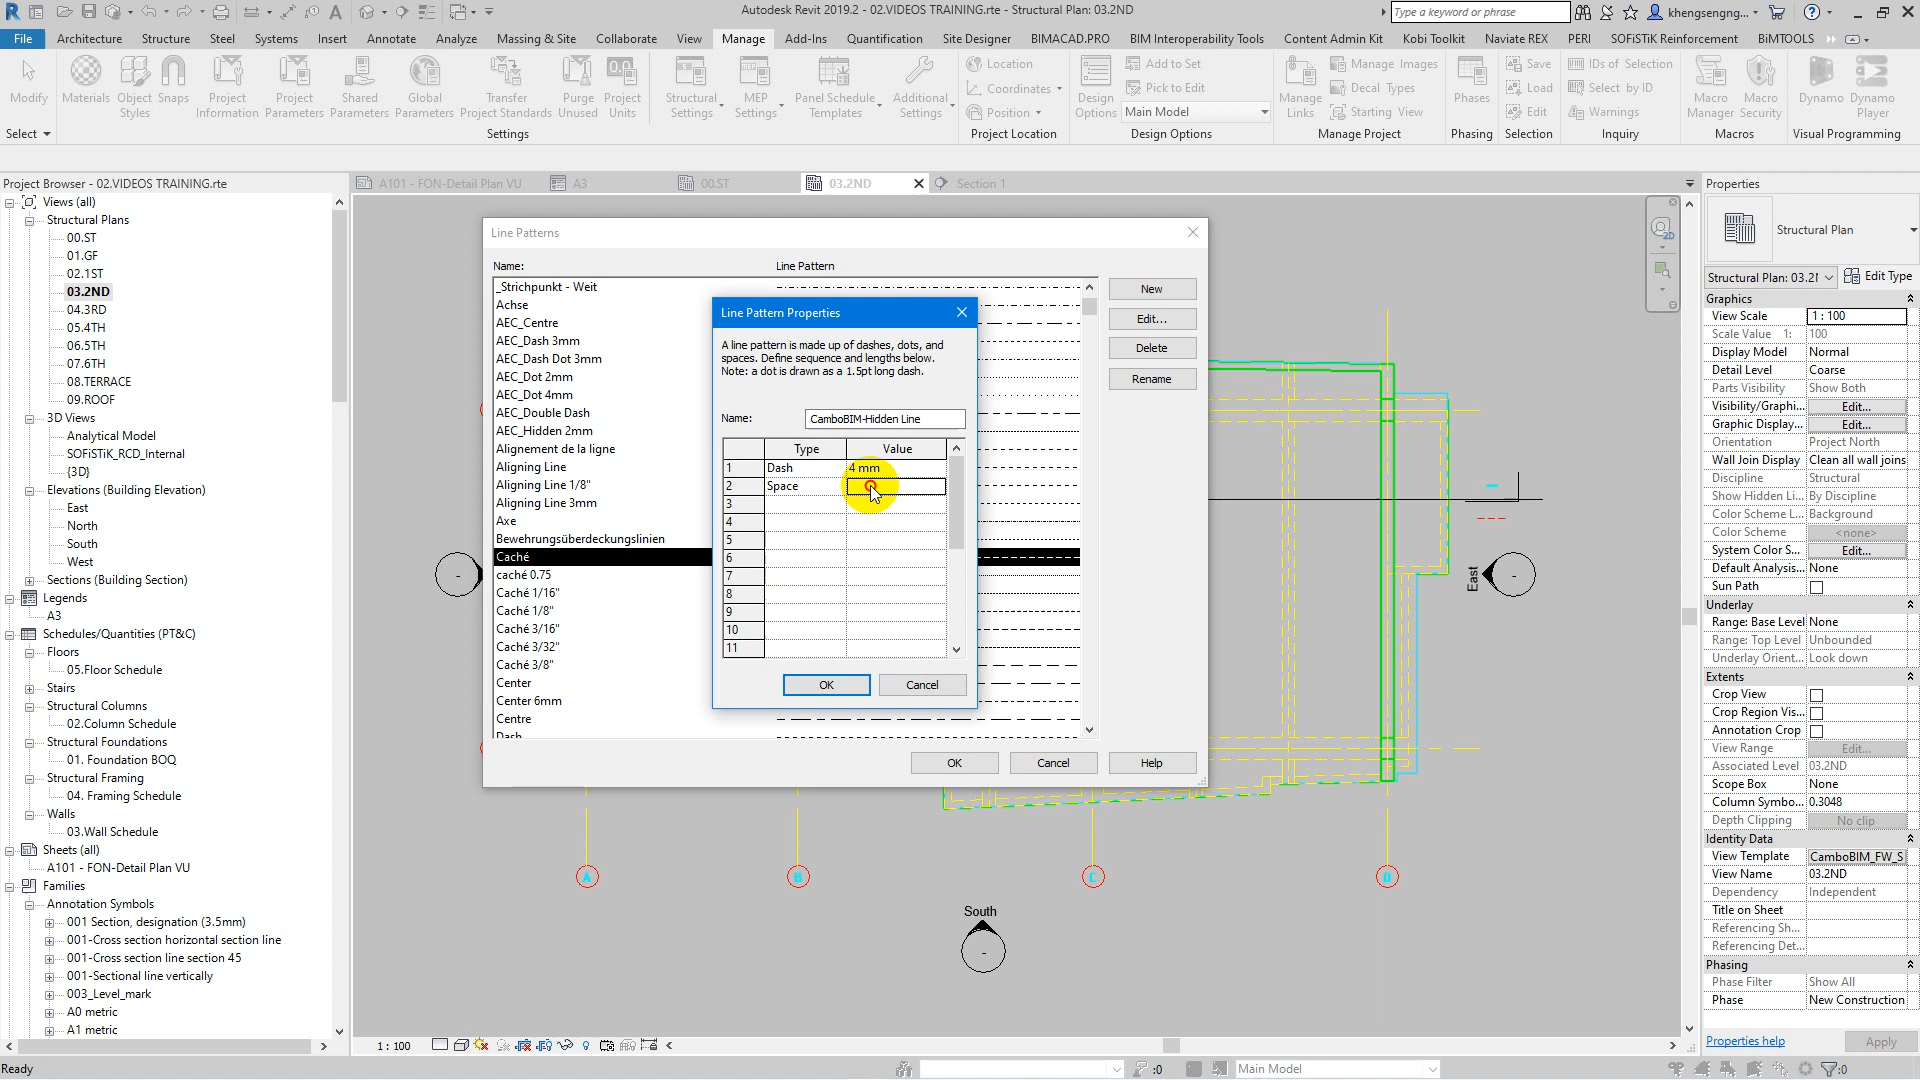 Autodesk Revit 2019.2 - 02.VIDEOS TRAINING.rte - Structural Plan: 03.2ND
Type a keyword or phrase
khengsengng...
File Architecture Structure Steel Systems Insert Annotate Analyze Massing & Site Collaborate View Manage Add-Ins Quantification Site Designer BIMACAD.PRO BIM Interoperability Tools Content Admin Kit Kobi Toolkit Naviate REX PERI SOFiSTiK Reinforcement BiMTOOLS
Modify
Materials
Object Styles
Snaps
Project Information
Project Parameters
Shared Parameters
Global Parameters
Transfer Project Standards
Purge Unused
Project Units
Structural Settings
MEP Settings
Panel Schedule Templates
Additional Settings
Location
Coordinates
Position
Design Options
Add to Set
Pick to Edit
Main Model
Manage Links
Manage Images
Decal Types
Starting View
Phases
Save
Load
Edit
IDs of Selection
Select by ID
Warnings
Macro Manager
Macro Security
Dynamo
Dynamo Player
Select
Settings
Project Location
Design Options
Manage Project
Phasing
Selection
Inquiry
Macros
Visual Programming
Project Browser - 02.VIDEOS TRAINING.rte
Views (all)
Structural Plans
00.ST
01.GF
02.1ST
03.2ND
04.3RD
05.4TH
06.5TH
07.6TH
08.TERRACE
09.ROOF
3D Views
Analytical Model
SOFiSTiK_RCD_Internal
{3D}
Elevations (Building Elevation)
East
North
South
West
Sections (Building Section)
Legends
A3
Schedules/Quantities (PT&C)
Floors
05.Floor Schedule
Stairs
Structural Columns
02.Column Schedule
Structural Foundations
01. Foundation BOQ
Structural Framing
04. Framing Schedule
Walls
03.Wall Schedule
Sheets (all)
A101 - FON-Detail Plan VU
Families
Annotation Symbols
001 Section, designation (3.5mm)
001-Cross section horizontal section line
001-Cross section line section 45
001-Sectional line vertically
003_Level_mark
A0 metric
A1 metric
A101 - FON-Detail Plan VU
A3
00.ST
03.2ND
Section 1
Line Patterns
Name:
Line Pattern
_Strichpunkt - Weit
Achse
AEC_Centre
AEC_Dash 3mm
AEC_Dash Dot 3mm
AEC_Dot 2mm
AEC_Dot 4mm
AEC_Double Dash
AEC_Hidden 2mm
Alignement de la ligne
Aligning Line
Aligning Line 1/8"
Aligning Line 3mm
Axe
Bewehrungsüberdeckungslinien
Caché
caché 0.75
Caché 1/16"
Caché 1/8"
Caché 3/16"
Caché 3/32"
Caché 3/8"
Center
Center 6mm
Centre
Dash
New
Edit...
Delete
Rename
OK
Cancel
Help
Line Pattern Properties
A line pattern is made up of dashes, dots, and
spaces. Define sequence and lengths below.
Note: a dot is drawn as a 1.5pt long dash.
Name: CamboBIM-Hidden Line
Type Value
1 Dash 4 mm
2 Space
3
4
5
6
7
8
9
10
11
OK
Cancel
East
South
-
-
-
A
B
C
D
2D
Properties
Structural Plan
Structural Plan: 03.2I
Edit Type
Graphics
View Scale 1 : 100
Scale Value 1: 100
Display Model Normal
Detail Level Coarse
Parts Visibility Show Both
Visibility/Graphi... Edit...
Graphic Display... Edit...
Orientation Project North
Wall Join Display Clean all wall joins
Discipline Structural
Show Hidden Li... By Discipline
Color Scheme L... Background
Color Scheme <none>
System Color S... Edit...
Default Analysis... None
Sun Path
Underlay
Range: Base Level None
Range: Top Level Unbounded
Underlay Orient... Look down
Extents
Crop View
Crop Region Vis...
Annotation Crop
View Range Edit...
Associated Level 03.2ND
Scope Box None
Column Symbo... 0.3048
Depth Clipping No clip
Identity Data
View Template CamboBIM_FW_S
View Name 03.2ND
Dependency Independent
Title on Sheet
Referencing Sh...
Referencing Det...
Phasing
Phase Filter Show All
Phase New Construction
Properties help
Apply
1 : 100
Ready
:0
Main Model
:0